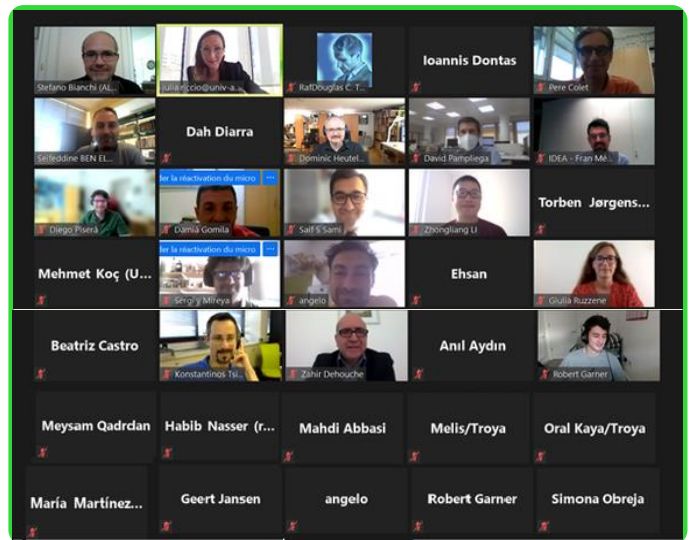 Stefano Bianchi (AL...
iulia.riccio@univ-a...
RafDouglas C. T...
Ioannis Dontas
Pere Colet
Seifeddine BEN EL...
Dah Diarra
Dominic Heutel...
David Pampliega
IDEA - Fran Mé...
Diego Piserà
der la réactivation du micro ...
Damià Gomila
Saif S Sami
Zhongliang LI
Torben Jørgens...
Mehmet Koç (U...
der la réactivation du micro ...
Sergi y Mireya
angelo
Ehsan
Giulia Ruzzene
Beatriz Castro
Konstantinos Tsi...
Zahir Dehouche
Anıl Aydın
Robert Garner
Meysam Qadrdan
Habib Nasser (r...
Mahdi Abbasi
Melis/Troya
Oral Kaya/Troya
María Martínez...
Geert Jansen
angelo
Robert Garner
Simona Obreja